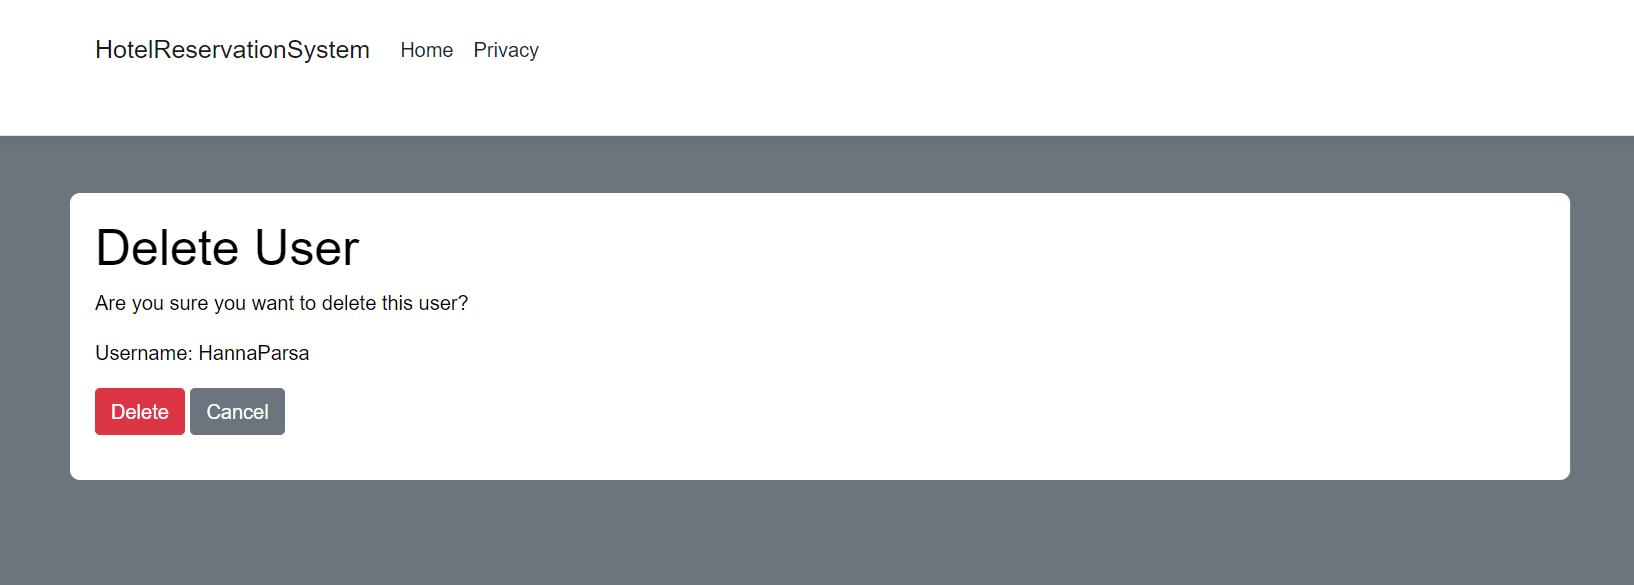 HotelReservationSystem Home Privacy
Delete User
Are you sure you want to delete this user?
Username: HannaParsa
Delete Cancel